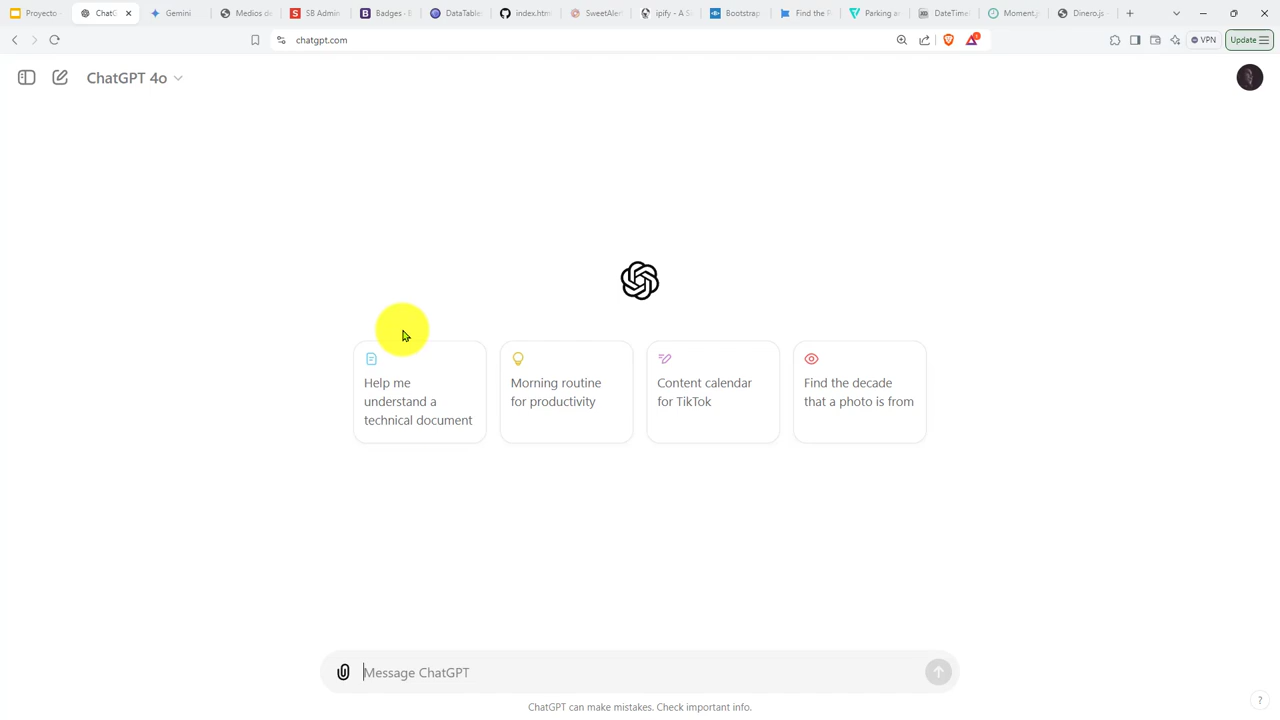 Proyecto
ChatG
Gemini
Medios de
SB Admin
Badges - B
DataTable
index.htm
SweetAlert
ipify - A S
Bootstrap
Find the P
Parking a
DateTime
Moment.j
Dinero.js
chatgpt.com
VPN
Update
ChatGPT 4o
Help me
understand a
technical document
Morning routine
for productivity
Content calendar
for TikTok
Find the decade
that a photo is from
Message ChatGPT
ChatGPT can make mistakes. Check important info.
?